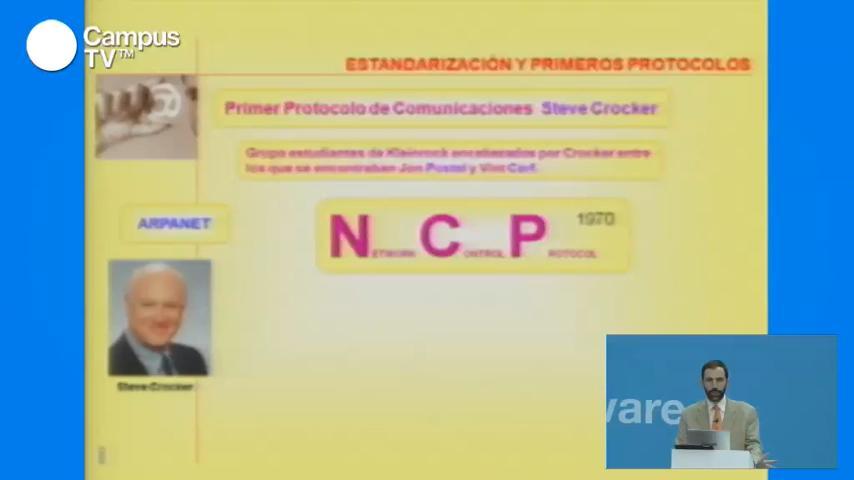 Campus
TV™
ESTANDARIZACIÓN Y PRIMEROS PROTOCOLOS
Primer Protocolo de Comunicaciones Steve Crocker
Grupo estudiantes de Kleinrock encabezados por Crocker entre
los que se encontraban Jon Postel y Vint Cerf.
ARPANET
NETWORK CONTROL PROTOCOL 1970
Steve Crocker
ware